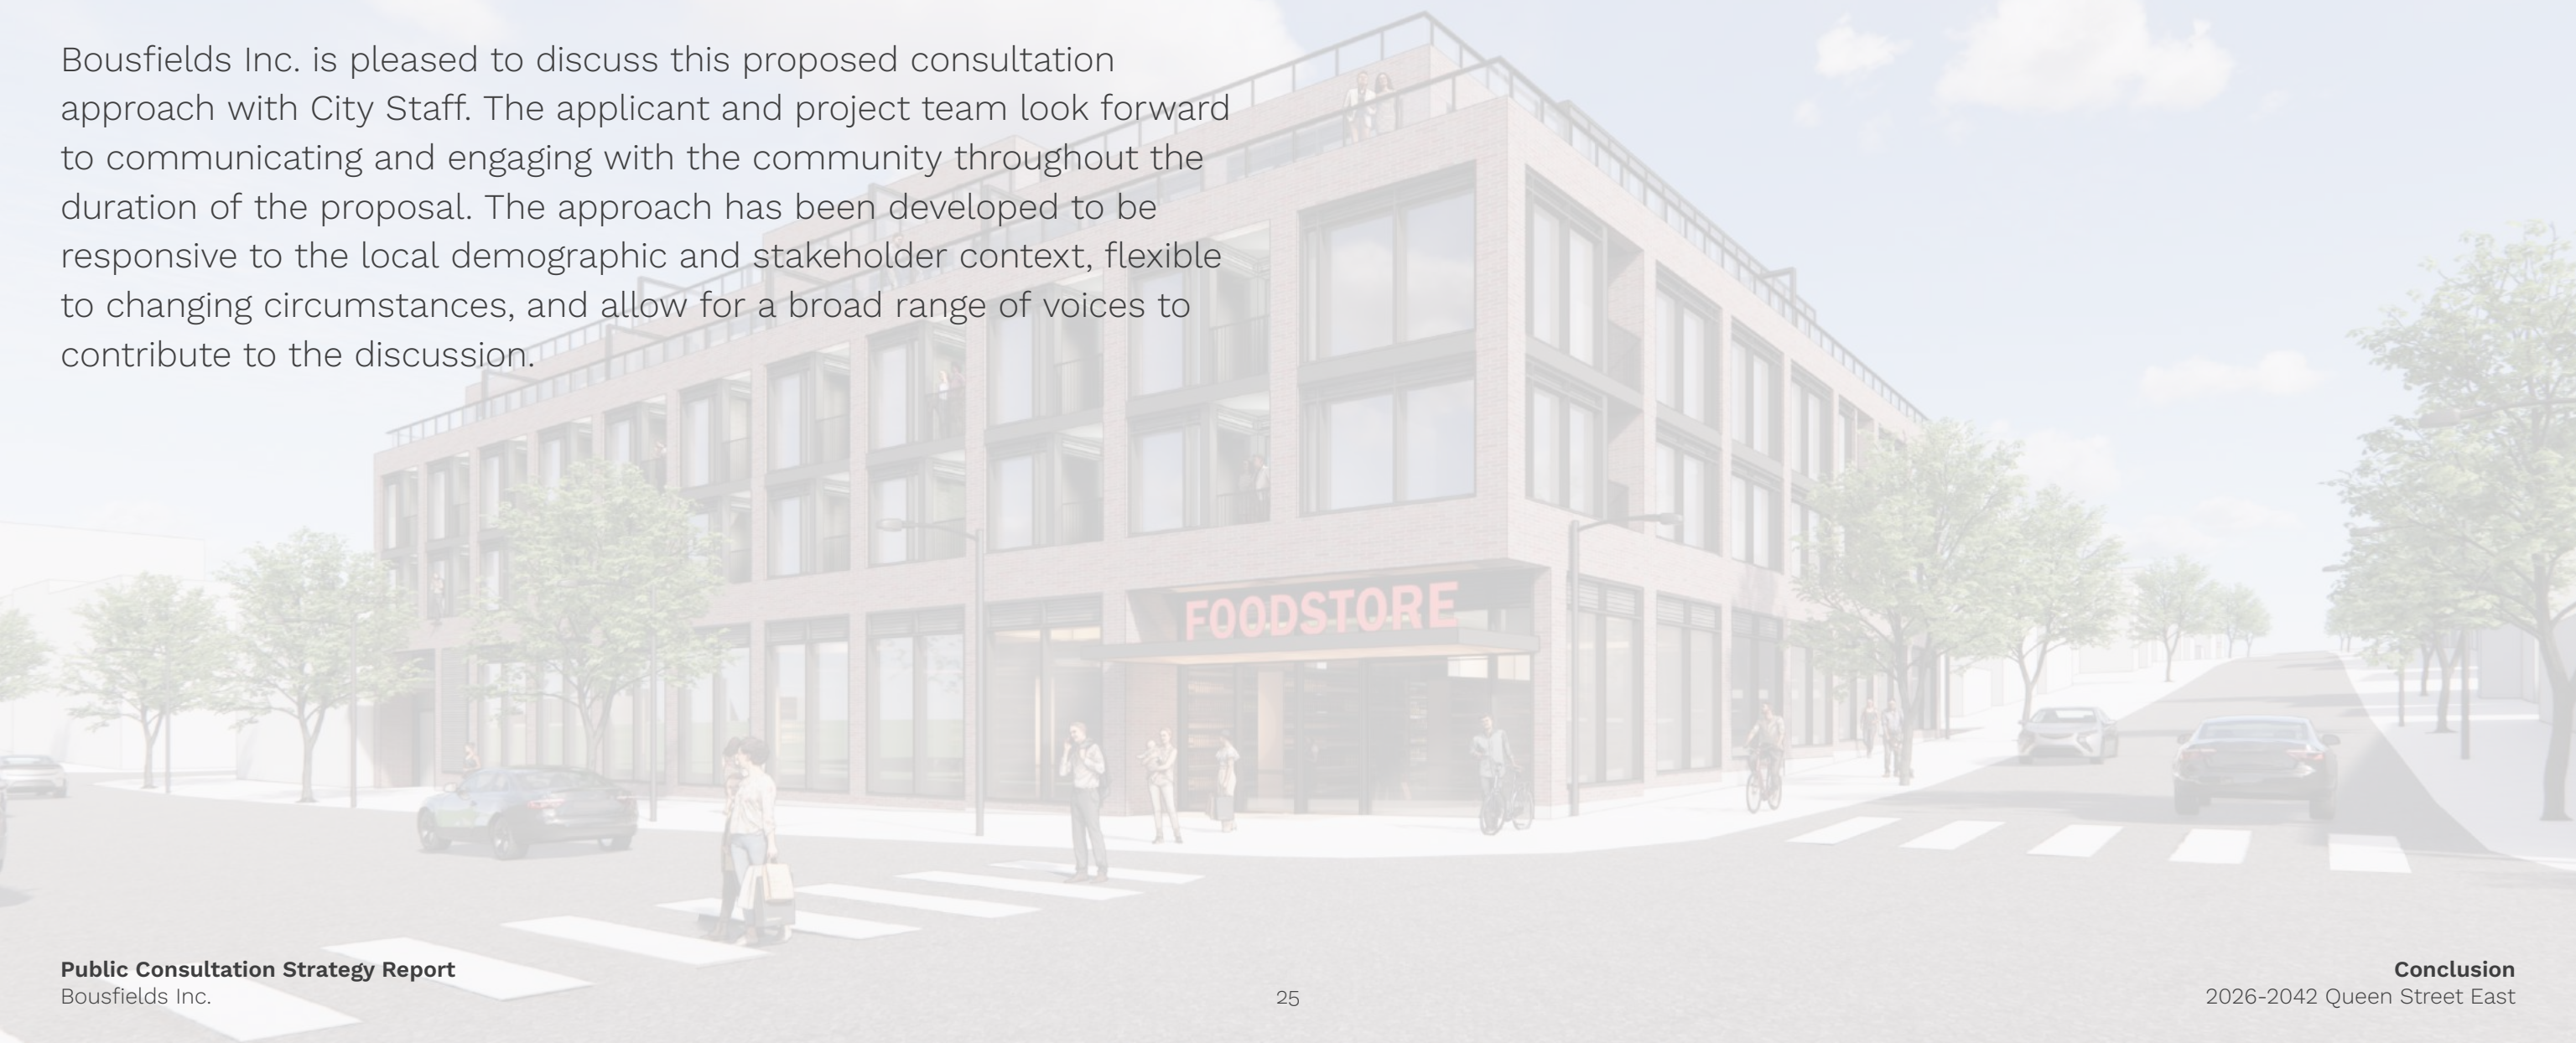 Bousfields Inc. is pleased to discuss this proposed consultation
approach with City Staff. The applicant and project team look forward
to communicating and engaging with the community throughout the
duration of the proposal. The approach has been developed to be
responsive to the local demographic and stakeholder context, flexible
to changing circumstances, and allow for a broad range of voices to
contribute to the discussion.
FOODSTORE
Public Consultation Strategy Report
Bousfields Inc.
25
Conclusion
2026-2042 Queen Street East